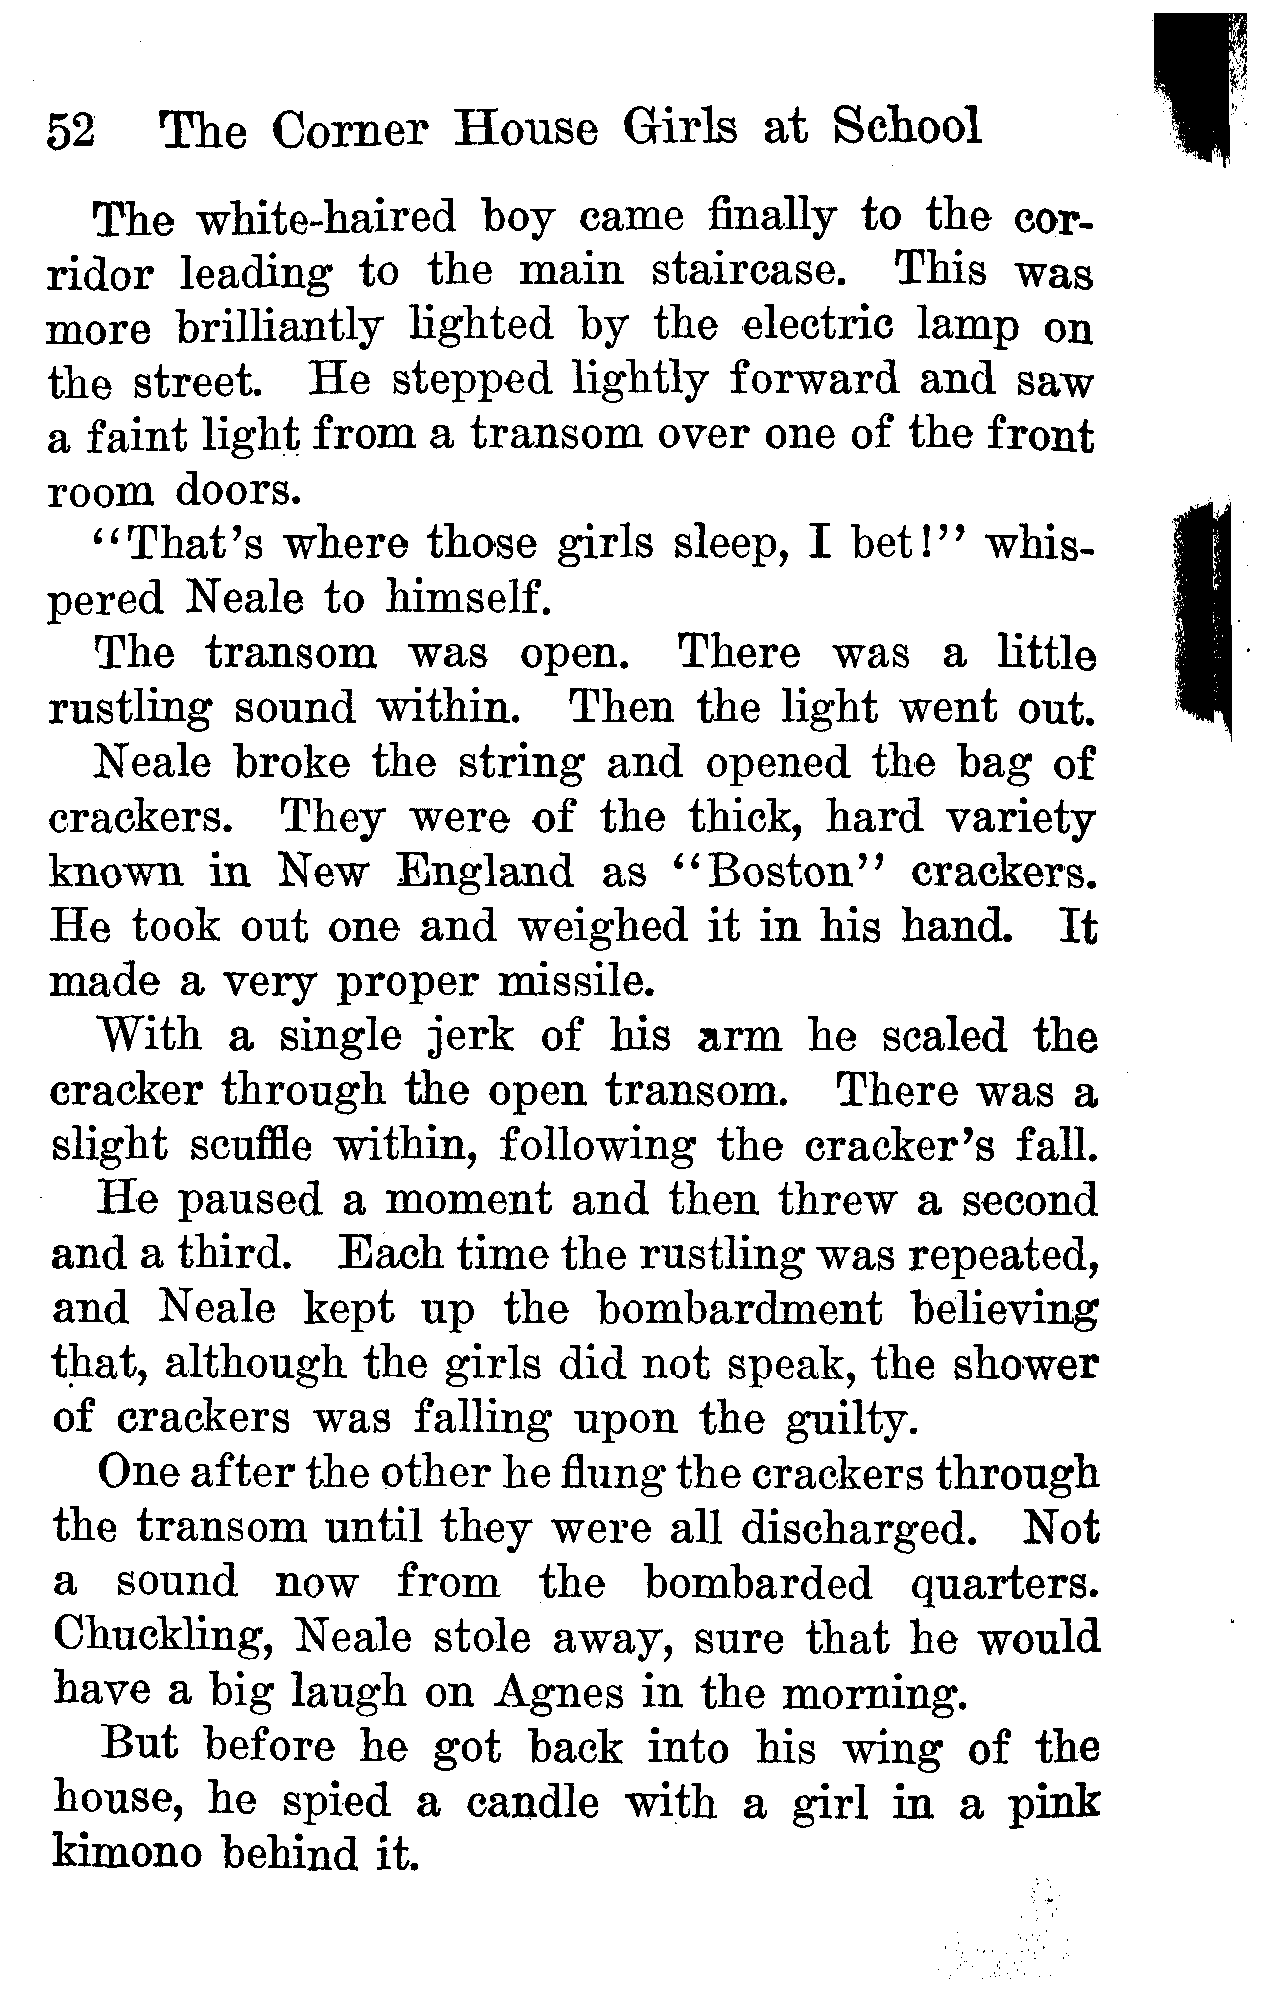 52 The Corner House Girls at School
The white-haired boy came finally to the cor-
ridor leading to the main staircase. This was
more brilliantly lighted by the electric lamp on
the street. He stepped lightly forward and saw
a faint light from a transom over one of the front
room doors.
"That's where those girls sleep, I bet!" whis-
pered Neale to himself.
The transom was open. There was a little
rustling sound within. Then the light went out.
Neale broke the string and opened the bag of
crackers. They were of the thick, hard variety
known in New England as "Boston" crackers.
He took out one and weighed it in his hand. It
made a very proper missile.
With a single jerk of his arm he scaled the
cracker through the open transom. There was a
slight scuffle within, following the cracker's fall.
He paused a moment and then threw a second
and a third. Each time the rustling was repeated,
and Neale kept up the bombardment believing
that, although the girls did not speak, the shower
of crackers was falling upon the guilty.
One after the other he flung the crackers through
the transom until they were all discharged. Not
a sound now from the bombarded quarters.
Chuckling, Neale stole away, sure that he would
have a big laugh on Agnes in the morning.
But before he got back into his wing of the
house, he spied a candle with a girl in a pink
kimono behind it.